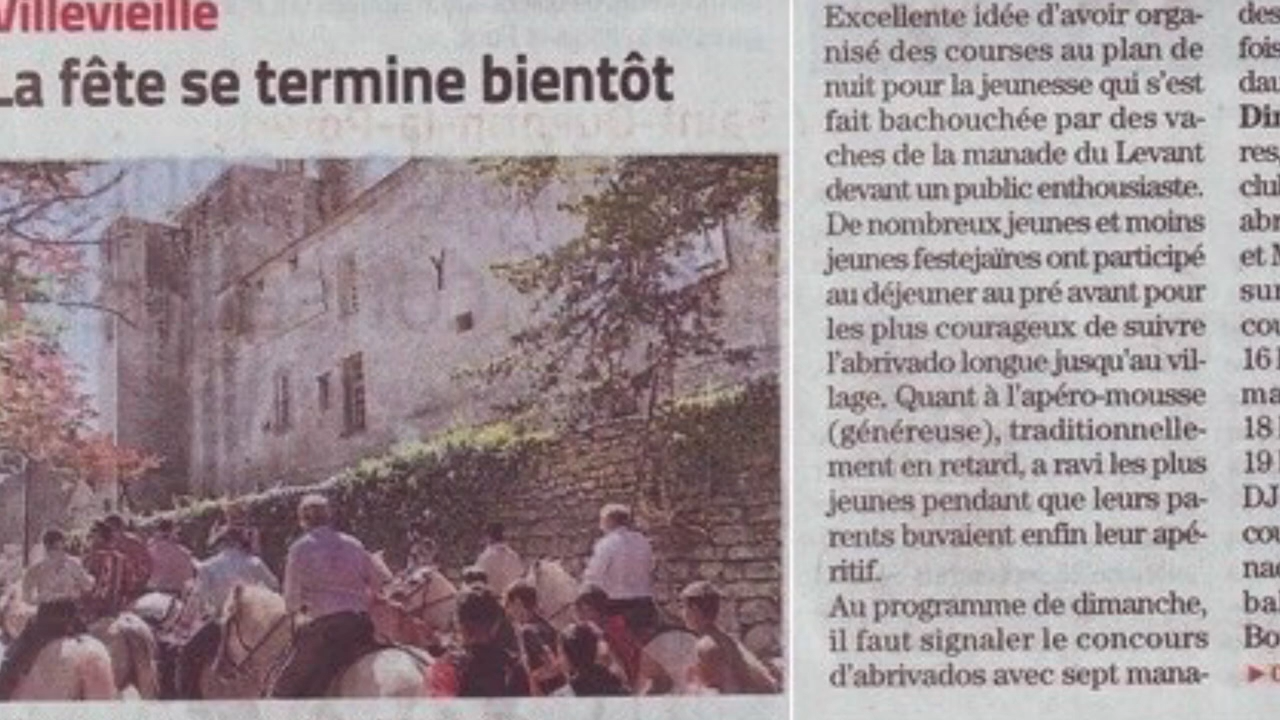 Villevieille
La fête se termine bientôt
Excellente idée d'avoir orga-
nisé des courses au plan de
nuit pour la jeunesse qui s'est
fait bachouchée par des va-
ches de la manade du Levant
devant un public enthousiaste.
De nombreux jeunes et moins
jeunes festejaïres ont participé
au déjeuner au pré avant pour
les plus courageux de suivre
l'abrivado longue jusqu'au vil-
lage. Quant à l'apéro-mousse
(généreuse), traditionnelle-
ment en retard, a ravi les plus
jeunes pendant que leurs pa-
rents buvaient enfin leur apé-
ritif.
Au programme de dimanche,
il faut signaler le concours
d'abrivados avec sept mana-
des
fois
dau
Dim
res,
club
abri
et M
sur
cou
16 h
ma
18 h
19 h
DJ
cou
nad
bal
Bo